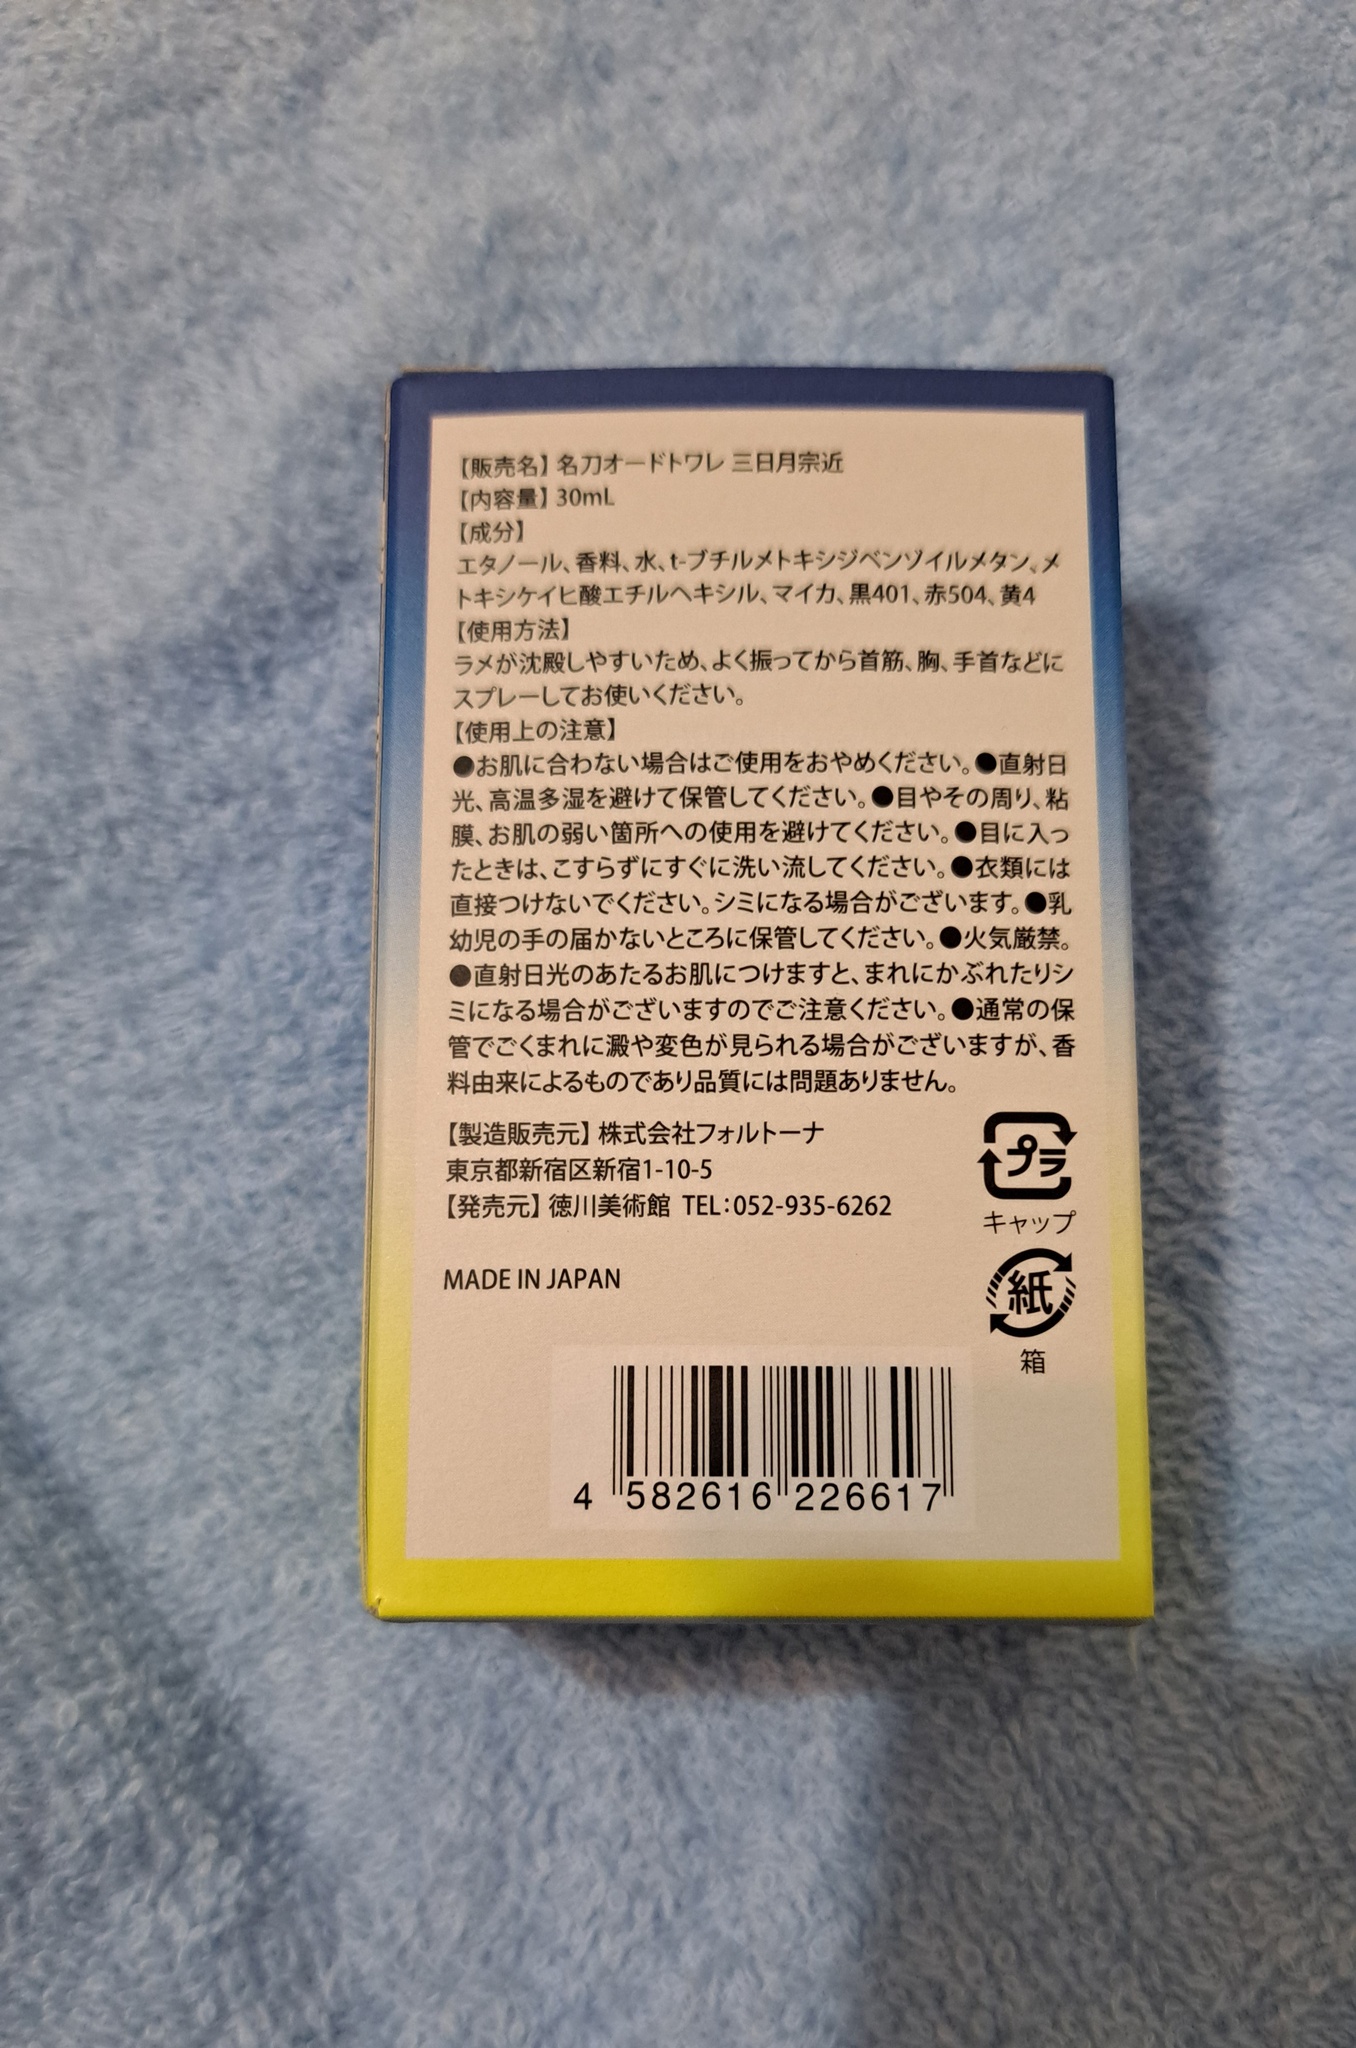 【販売名】名刀オードトワレ 三日月宗近
【内容量】30mL
【成分】
エタノール、香料、水、t-ブチルメトキシジベンゾイルメタン、メ
トキシケイヒ酸エチルヘキシル、マイカ、黒401、赤504、黄4
【使用方法】
ラメが沈殿しやすいため、よく振ってから首筋、胸、手首などに
スプレーしてお使いください。
【使用上の注意】
●お肌に合わない場合はご使用をおやめください。●直射日
光、高温多湿を避けて保管してください。●目やその周り、粘
膜、お肌の弱い箇所への使用を避けてください。●目に入っ
たときは、こすらずにすぐに洗い流してください。●衣類には
直接つけないでください。シミになる場合がございます。●乳
幼児の手の届かないところに保管してください。●火気厳禁。
●直射日光のあたるお肌につけますと、まれにかぶれたりシ
ミになる場合がございますのでご注意ください。●通常の保
管でごくまれに澱や変色が見られる場合がございますが、香
料由来によるものであり品質には問題ありません。
【製造販売元】株式会社フォルトーナ
東京都新宿区新宿1-10-5
【発売元】徳川美術館 TEL:052-935-6262
プラ
キャップ
MADE IN JAPAN
紙
箱
4 582616 226617